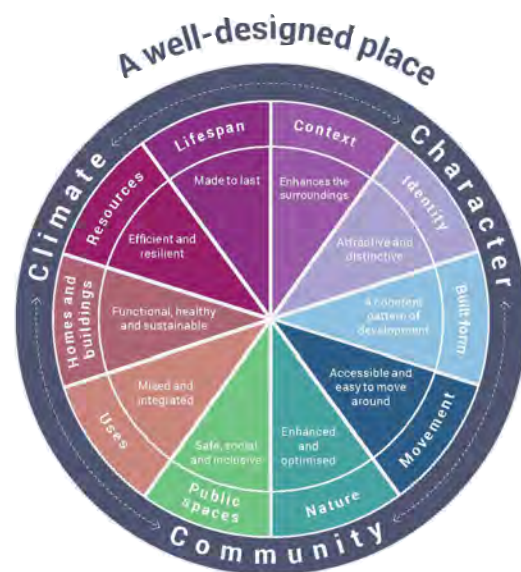 A well-designed place
Climate
Character
Community
Context
Enhances the
surroundings
Identity
Attractive and
distinctive
Built form
A coherent
pattern of
development
Movement
Accessible and
easy to move
around
Nature
Enhanced
and
optimised
Public
spaces
Safe, social
and inclusive
Uses
Mixed and
integrated
Homes and
buildings
Functional, healthy
and sustainable
Resources
Efficient and
resilient
Lifespan
Made to last